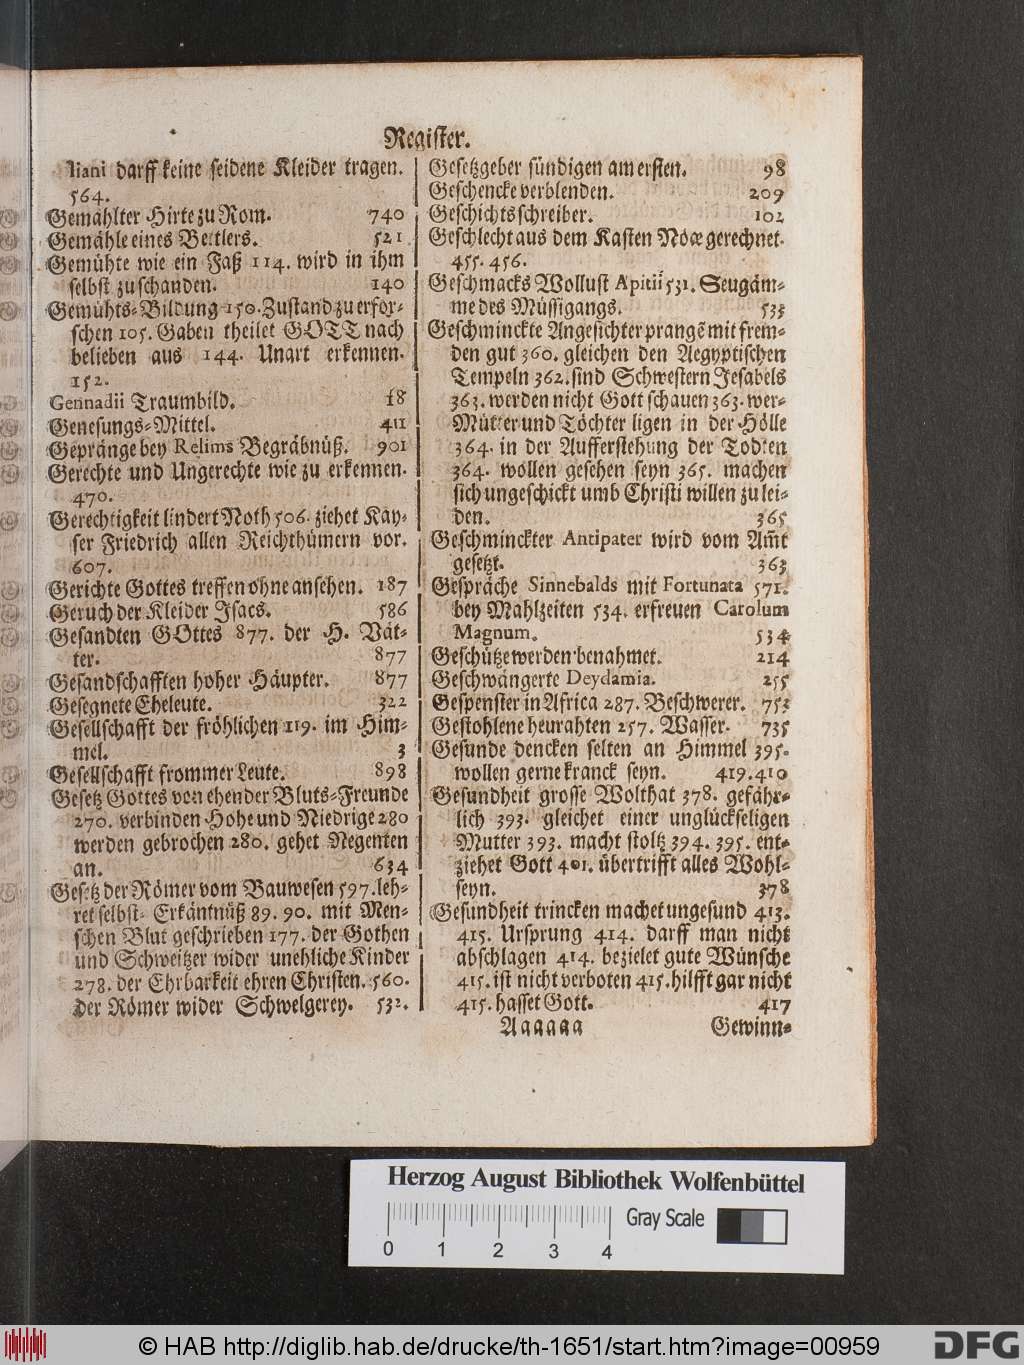 Register.
liani darff keine seidene Kleider tragen.
564.
Gemahlter Hirte zu Rom. 740
Gemähle eines Bettlers. 521
Gemühte wie ein Faß 114. wird in ihm
selbst zuschanden. 140
Gemühts-Bildung 150. Zustand zu erfor-
schen 105. Gaben theilet GOTT nach
belieben aus 144. Unart erkennen.
152.
Gennadii Traumbild. 18
Genesungs-Mittel. 411
Gepränge bey Relims Begräbnüß. 901
Gerechte und Ungerechte wie zu erkennen.
470.
Gerechtigkeit lindert Noth 506. ziehet Kay-
ser Friedrich allen Reichthümern vor.
607.
Gerichte Gottes treffen ohne ansehen. 187
Geruch der Kleider Isacs. 586
Gesandten GOttes 877. der H. Vät-
ter. 877
Gesandschafften hoher Häupter. 877
Gesegnete Eheleute. 322
Gesellschafft der fröhlichen 119. im Him-
mel. 3
Gesellschafft frommer Leute. 898
Gesetz Gottes von ehender Bluts-Freunde
270. verbinden Hohe und Niedrige 280
werden gebrochen 280. gehet Regenten
an. 634
Gesetz der Römer vom Bauwesen 597. leh-
ret selbst- Erkäntnüß 89. 90. mit Men-
schen Blut geschrieben 177. der Gothen
und Schweitzer wider unehliche Kinder
278. der Ehrbarkeit ehren Christen. 560.
der Römer wider Schwelgerey. 532.
Gesetzgeber sündigen am ersten. 98
Geschencke verblenden. 209
Geschichtsschreiber. 102
Geschlecht aus dem Kasten Nöœ gerechnet.
455. 456.
Geschmacks Wollust Apitii 531. Seugäm-
me des Müssigangs. 533
Geschminckte Angesichter prangē mit frem-
den gut 360. gleichen den Aegyptischen
Tempeln 362. sind Schwestern Jesabels
363. werden nicht Gott schauen 363. wer-
Mütter und Töchter ligen in der Hölle
364. in der Aufferstehung der Todten
364. wollen gesehen seyn 365. machen
sich ungeschickt umb Christi willen zu lei-
den. 365
Geschminckter Antipater wird vom Am̄t
gesetzt. 363
Gespräche Sinnebalds mit Fortunata 571.
bey Mahlzeiten 534. erfreuen Carolum
Magnum. 534
Geschütze werden benahmet. 214
Geschwängerte Deydamia. 255
Gespenster in Africa 287. Beschwerer. 753
Gestohlene heurahten 257. Wasser. 735
Gesunde dencken selten an Himmel 395.
wollen gerne kranck seyn. 419. 410
Gesundheit grosse Wolthat 378. gefähr-
lich 393. gleichet einer unglückseligen
Mutter 393. macht stoltz 394. 395. ent-
ziehet Gott 401. übertrifft alles Wohl-
seyn. 378
Gesundheit trincken machet ungesund 413.
415. Ursprung 414. darff man nicht
abschlagen 414. bezielet gute Wünsche
415. ist nicht verboten 415. hilfft gar nicht
415. hasset Gott. 417
Aaaaaa Gewinn-
Herzog August Bibliothek Wolfenbüttel
Gray Scale
0 1 2 3 4
© HAB http://diglib.hab.de/drucke/th-1651/start.htm?image=00959
DFG